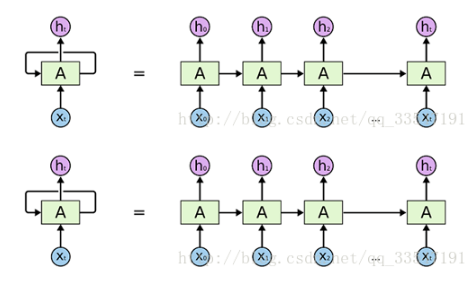 hₜ h₀ h₁ h₂ hₜ
A = A A A A
xₜ x₀ x₁ x₂ ... xₜ
hₜ h₀ h₁ h₂ hₜ
A = A A A A
xₜ x₀ x₁ x₂ ... xₜ